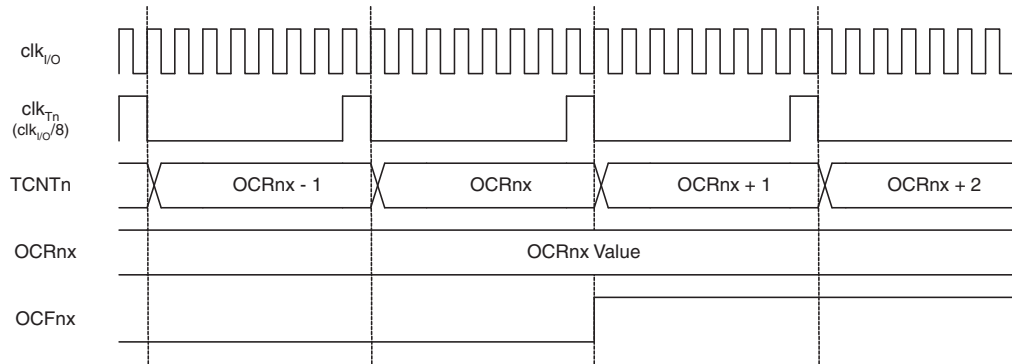 clk_I/O
clk_Tn
(clk_I/O/8)
TCNTn
OCRnx - 1
OCRnx
OCRnx + 1
OCRnx + 2
OCRnx
OCRnx Value
OCFnx